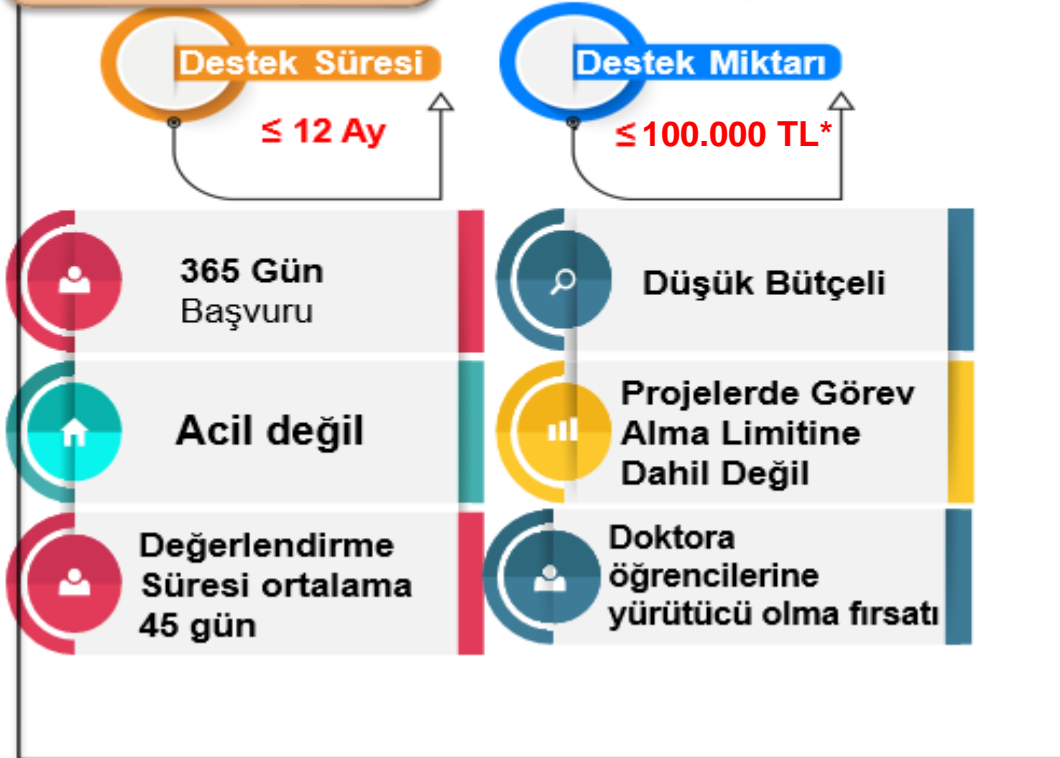 Destek Süresi
≤ 12 Ay
Destek Miktarı
≤ 100.000 TL*
365 Gün
Başvuru
Acil değil
Değerlendirme
Süresi ortalama
45 gün
Düşük Bütçeli
Projelerde Görev
Alma Limitine
Dahil Değil
Doktora
öğrencilerine
yürütücü olma fırsatı